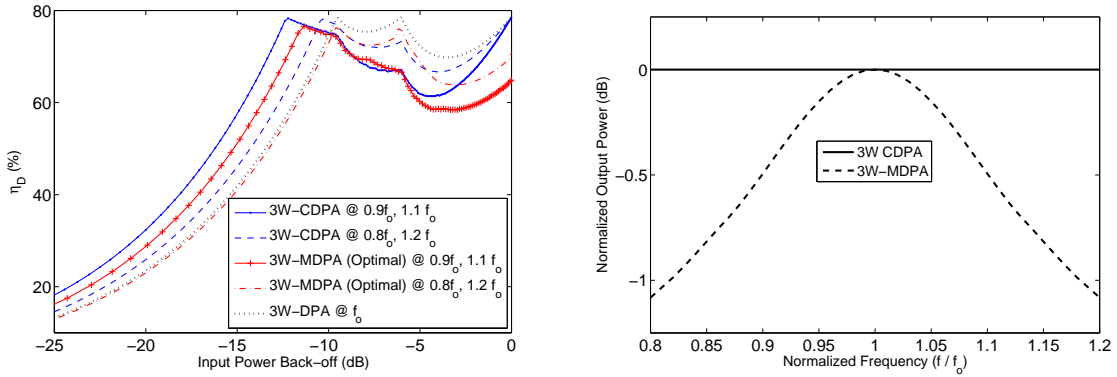 80
60
40
20
η_D (%)
−25
−20
−15
−10
−5
0
Input Power Back-off (dB)
3W−CDPA @ 0.9f_o, 1.1 f_o
3W−CDPA @ 0.8f_o, 1.2 f_o
3W−MDPA (Optimal) @ 0.9f_o, 1.1 f_o
3W−MDPA (Optimal) @ 0.8f_o, 1.2 f_o
3W−DPA @ f_o
0
−0.5
−1
Normalized Output Power (dB)
3W CDPA
3W−MDPA
0.8
0.85
0.9
0.95
1
1.05
1.1
1.15
1.2
Normalized Frequency (f / f_o)